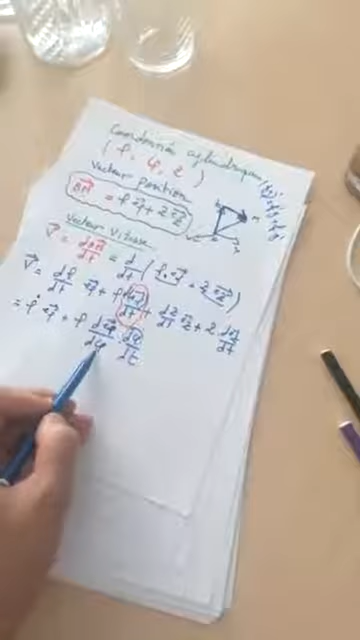 Coordonnée cylindriques
(ρ, φ, z)
Vecteur Position
OM = ρ eρ + z ez
Vecteur Vitesse
V = dOM/dt = d/dt (ρ. eρ + z ez)
V = dρ/dt eρ + ρ deρ/dt + dz/dt ez + z dez/dt
= ρ̇ eρ + ρ deρ/dφ . dφ/dt